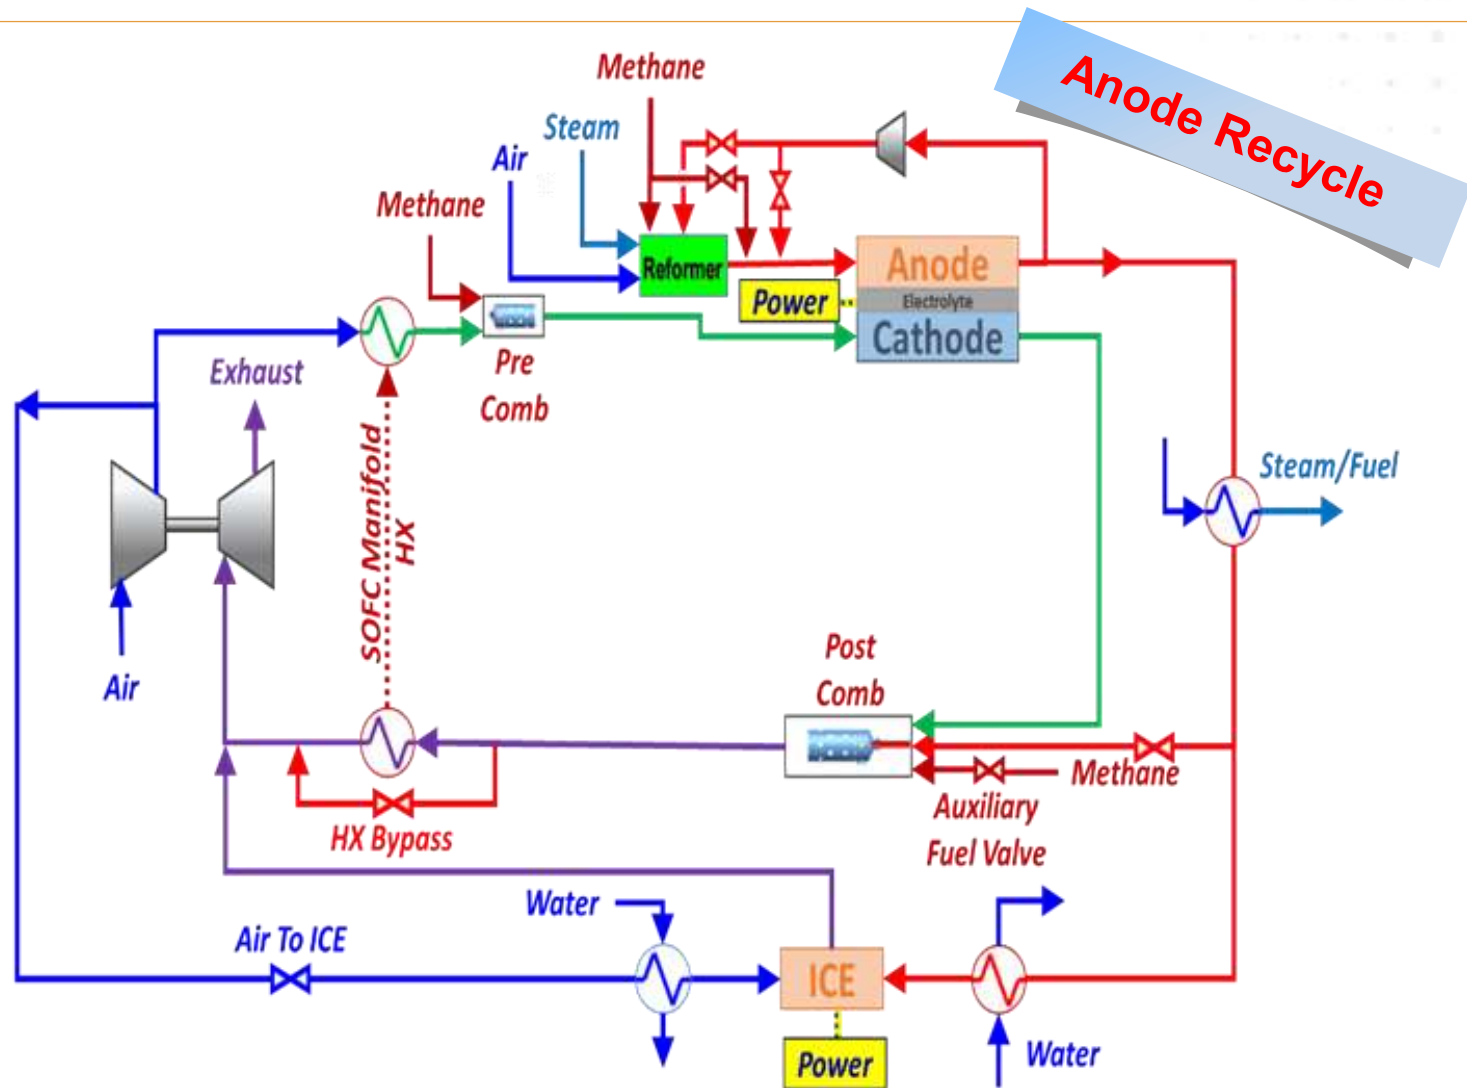 Anode Recycle
Methane
Steam
Air
Methane
Reformer
Anode
Electrolyte
Cathode
Power
Pre
Comb
Exhaust
SOFC Manifold
HX
Steam/Fuel
Air
Post
Comb
Methane
Auxiliary
Fuel Valve
HX Bypass
Water
Air To ICE
ICE
Power
Water